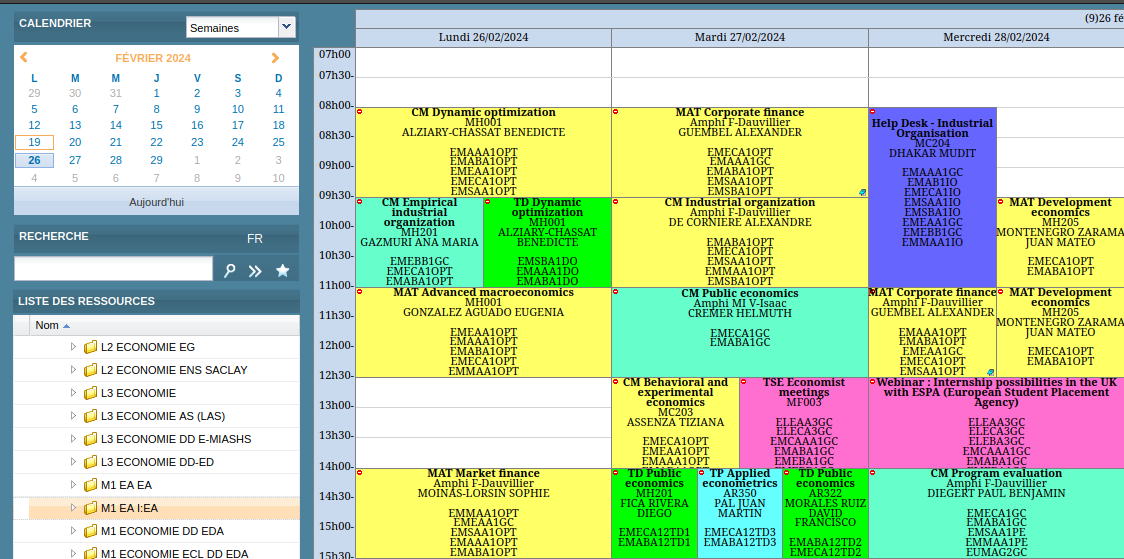 CALENDRIER
Semaines
FÉVRIER 2024
L M M J V S D
29 30 31 1 2 3 4
5 6 7 8 9 10 11
12 13 14 15 16 17 18
19 20 21 22 23 24 25
26 27 28 29 1 2 3
4 5 6 7 8 9 10
Aujourd'hui
RECHERCHE
FR
LISTE DES RESSOURCES
Nom
L2 ECONOMIE EG
L2 ECONOMIE ENS SACLAY
L3 ECONOMIE
L3 ECONOMIE AS (LAS)
L3 ECONOMIE DD E-MIASHS
L3 ECONOMIE DD-ED
M1 EA EA
M1 EA I:EA
M1 ECONOMIE DD EDA
M1 ECONOMIE ECL DD EDA
(9)26 fé
Lundi 26/02/2024
Mardi 27/02/2024
Mercredi 28/02/2024
07h00
07h30-
08h00-
08h30-
09h00-
09h30-
10h00-
10h30-
11h00-
11h30-
12h00-
12h30-
13h00-
13h30-
14h00-
14h30-
15h00-
15h30-
CM Dynamic optimization
MH001
ALZIARY-CHASSAT BENEDICTE
EMAAA1OPT
EMABA1OPT
EMEAA1OPT
EMECA1OPT
EMSAA1OPT
CM Empirical
industrial
organization
MH201
GAZMURI ANA MARIA
EMEBB1GC
EMECA1OPT
EMABA1OPT
TD Dynamic
optimization
MH001
ALZIARY-CHASSAT
BENEDICTE
EMSBA1DO
EMAAA1DO
EMABA1DO
MAT Advanced macroeconomics
MH001
GONZALEZ AGUADO EUGENIA
EMEAA1OPT
EMAAA1OPT
EMABA1OPT
EMECA1OPT
EMMAA1OPT
MAT Market finance
Amphi F-Dauvillier
MOINAS-LORSIN SOPHIE
EMMAA1OPT
EMEAA1GC
EMSAA1OPT
EMAAA1OPT
EMABA1OPT
MAT Corporate finance
Amphi F-Dauvillier
GUEMBEL ALEXANDER
EMECA1OPT
EMAAA1GC
EMABA1OPT
EMSAA1OPT
EMSBA1OPT
CM Industrial organization
Amphi F-Dauvillier
DE CORNIERE ALEXANDRE
EMABA1OPT
EMECA1OPT
EMSAA1OPT
EMMAA1OPT
EMSBA1OPT
CM Public economics
Amphi MI V-Isaac
CREMER HELMUTH
EMECA1GC
EMABA1GC
CM Behavioral and
experimental
economics
MC203
ASSENZA TIZIANA
EMECA1OPT
EMEAA1OPT
EMAAA1OPT
TSE Economist
meetings
MF003
ELEAA3GC
ELECA3GC
EMCAAA1GC
EMABA1GC
EMEBA1GC
TD Public
economics
MH201
FICA RIVERA
DIEGO
EMECA12TD1
EMABA12TD1
TP Applied
econometrics
AR350
PAL JUAN
MARTIN
EMECA12TD3
EMABA12TD3
TD Public
economics
AR322
MORALES RUIZ
DAVID
FRANCISCO
EMABA12TD2
EMECA12TD2
Help Desk - Industrial
Organisation
MC204
DHAKAR MUDIT
EMAAA1GC
EMAB1IO
EMECA1IO
EMSAA1IO
EMSBA1IO
EMEAA1GC
EMEBB1GC
EMMAA1IO
MAT Development
economics
MH205
MONTENEGRO ZARAMA
JUAN MATEO
EMECA1OPT
EMABA1OPT
MAT Corporate finance
Amphi F-Dauvillier
GUEMBEL ALEXANDER
EMAAA1OPT
EMABA1OPT
EMEAA1GC
EMECA1OPT
EMSAA1OPT
MAT Development
economics
MH205
MONTENEGRO ZARAMA
JUAN MATEO
EMECA1OPT
EMABA1OPT
Webinar : Internship possibilities in the UK
with ESPA (European Student Placement
Agency)
ELEAA3GC
ELECA3GC
ELEBA3GC
EMCAAA1GC
EMABA1GC
CM Program evaluation
Amphi F-Dauvillier
DIEGERT PAUL BENJAMIN
EMECA1GC
EMABA1GC
EMSAA1PE
EMMAA1PE
EUMAG2GC